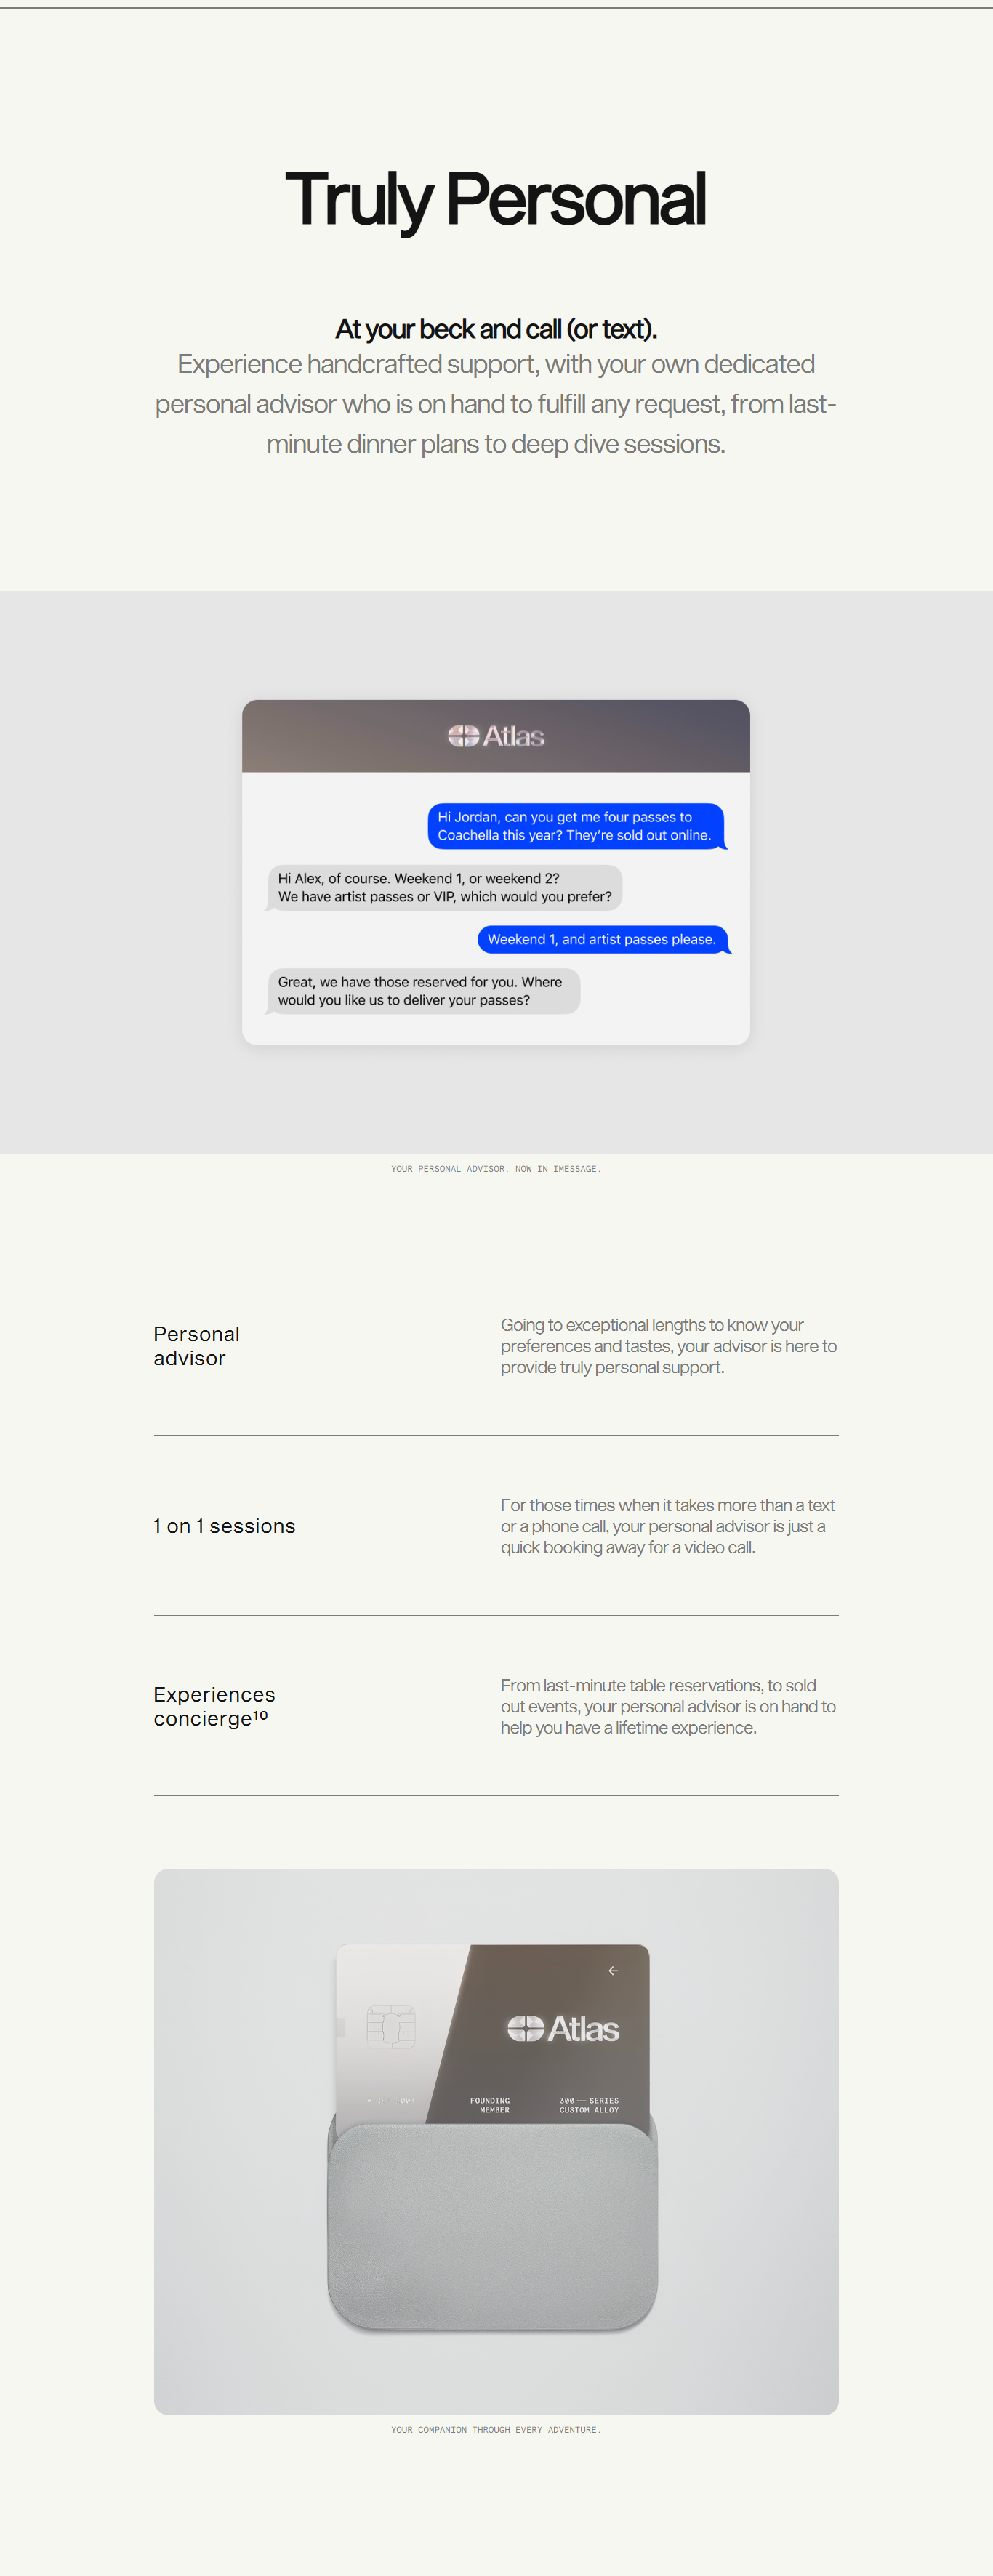 Truly Personal
At your beck and call (or text).
Experience handcrafted support, with your own dedicated
personal advisor who is on hand to fulfill any request, from last-
minute dinner plans to deep dive sessions.
Atlas
Hi Jordan, can you get me four passes to
Coachella this year? They’re sold out online.
Hi Alex, of course. Weekend 1, or weekend 2?
We have artist passes or VIP, which would you prefer?
Weekend 1, and artist passes please.
Great, we have those reserved for you. Where
would you like us to deliver your passes?
YOUR PERSONAL ADVISOR, NOW IN IMESSAGE.
Personal
advisor
Going to exceptional lengths to know your
preferences and tastes, your advisor is here to
provide truly personal support.
1 on 1 sessions
For those times when it takes more than a text
or a phone call, your personal advisor is just a
quick booking away for a video call.
Experiences
concierge¹⁰
From last-minute table reservations, to sold
out events, your personal advisor is on hand to
help you have a lifetime experience.
←
Atlas
FOUNDING
MEMBER
300 — SERIES
CUSTOM ALLOY
YOUR COMPANION THROUGH EVERY ADVENTURE.